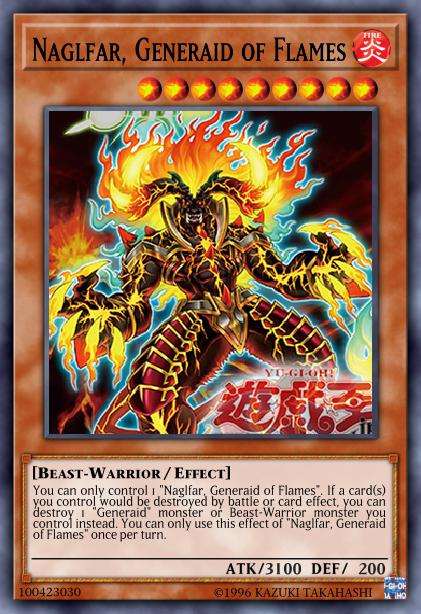 Naglfar, Generaid of Flames
FIRE
炎
YU-GI-OH!
遊戯王
[Beast-Warrior / Effect]
You can only control 1 "Naglfar, Generaid of Flames". If a card(s)
you control would be destroyed by battle or card effect, you can
destroy 1 "Generaid" monster or Beast-Warrior monster you
control instead. You can only use this effect of "Naglfar, Generaid
of Flames" once per turn.
ATK/3100 DEF/ 200
100423030
©1996 KAZUKI TAKAHASHI